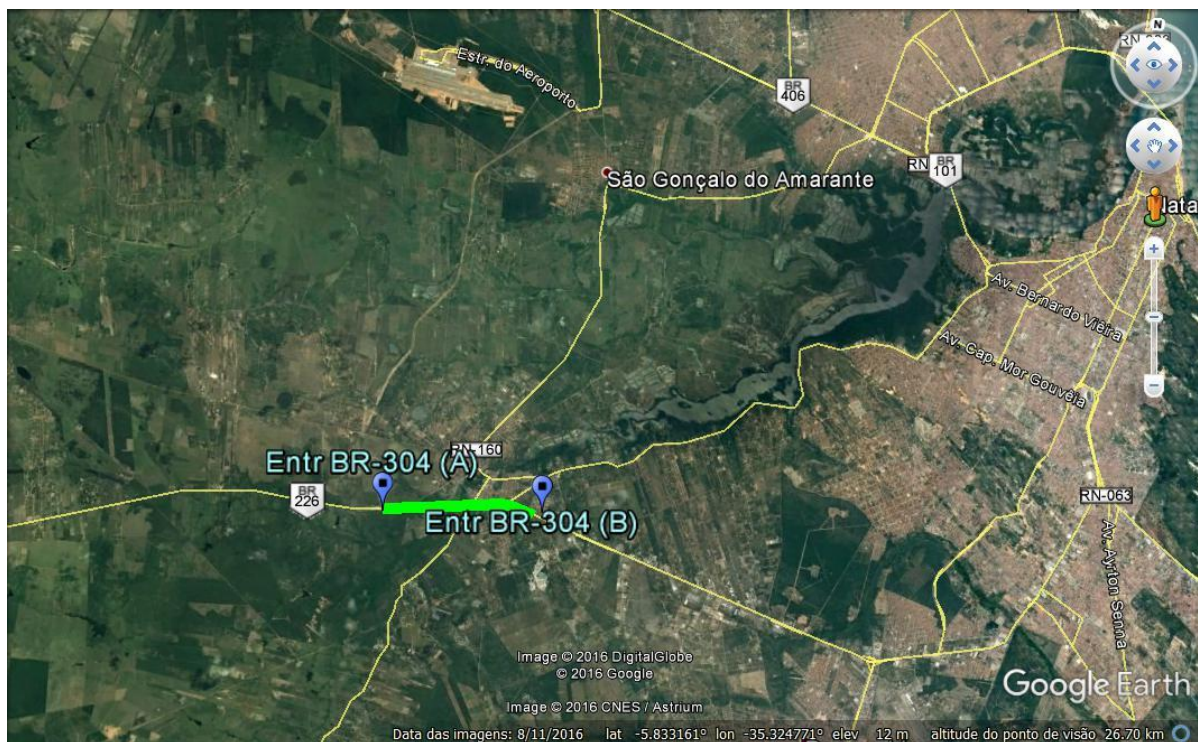 N
Estr. do Aeroporto
BR
406
RN
BR
101
São Gonçalo do Amarante
Nata
Av. Bernardo Vieira
Av. Cap. Mor Gouvêia
RN-160
Entr BR-304 (A)
BR
226
Entr BR-304 (B)
RN-063
Av. Ayrton Senna
Image © 2016 DigitalGlobe
© 2016 Google
Image © 2016 CNES / Astrium
Google Earth
Data das imagens: 8/11/2016 lat -5.833161° lon -35.324771° elev 12 m altitude do ponto de visão 26.70 km